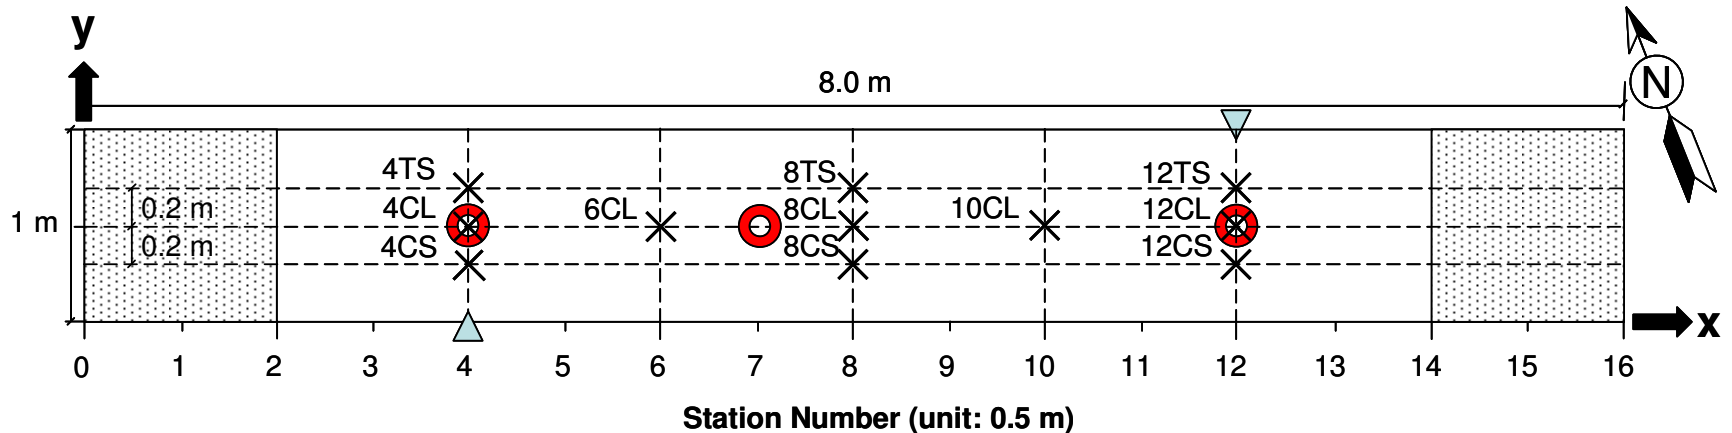 y
8.0 m
N
4TS
8TS
12TS
0.2 m
4CL
6CL
8CL
10CL
12CL
1 m
0.2 m
4CS
8CS
12CS
x
0 1 2 3 4 5 6 7 8 9 10 11 12 13 14 15 16
Station Number (unit: 0.5 m)